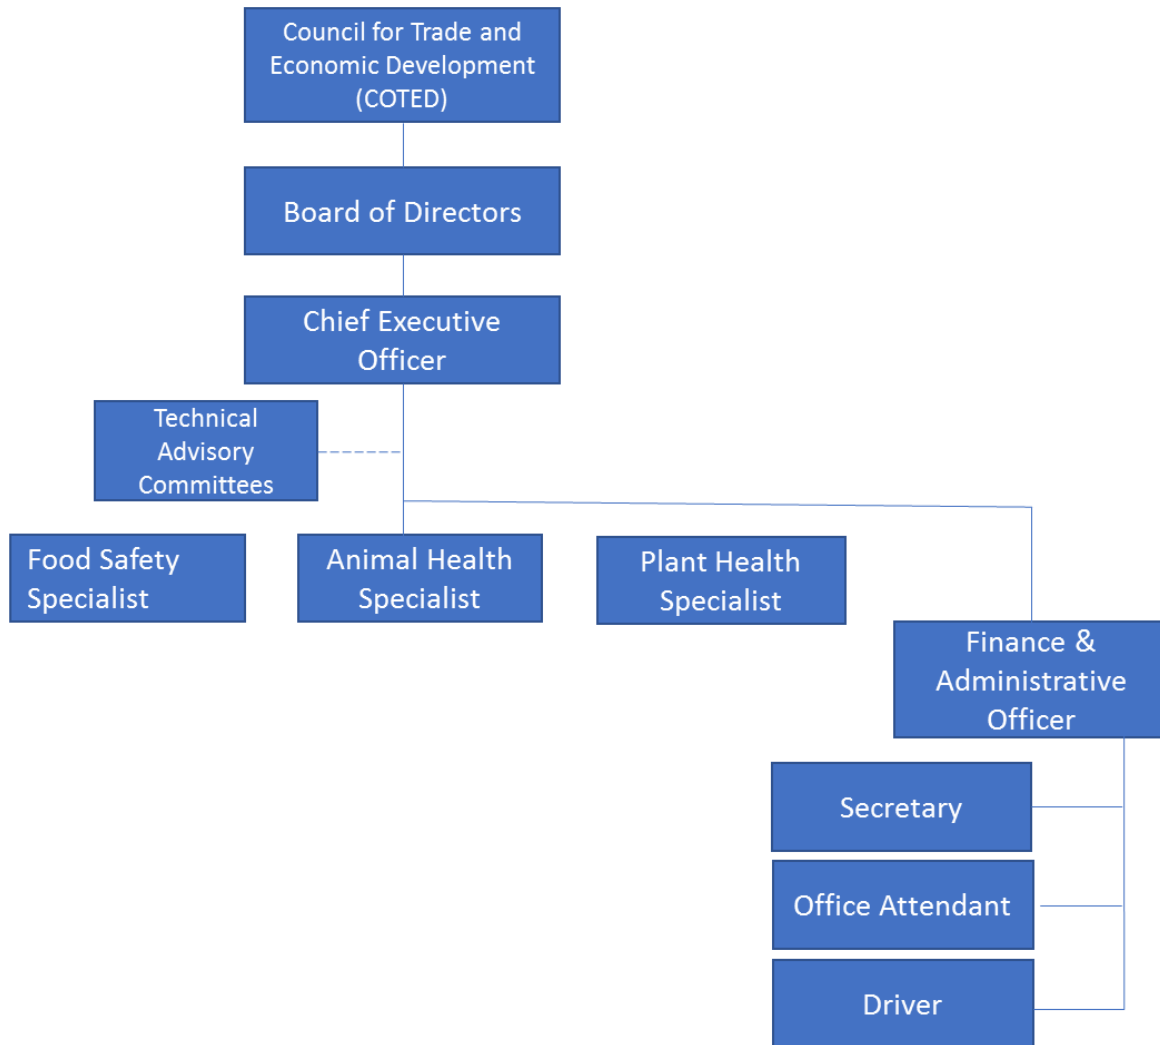 Council for Trade and
Economic Development
(COTED)
Board of Directors
Chief Executive
Officer
Technical
Advisory
Committees
Food Safety
Specialist
Animal Health
Specialist
Plant Health
Specialist
Finance &
Administrative
Officer
Secretary
Office Attendant
Driver